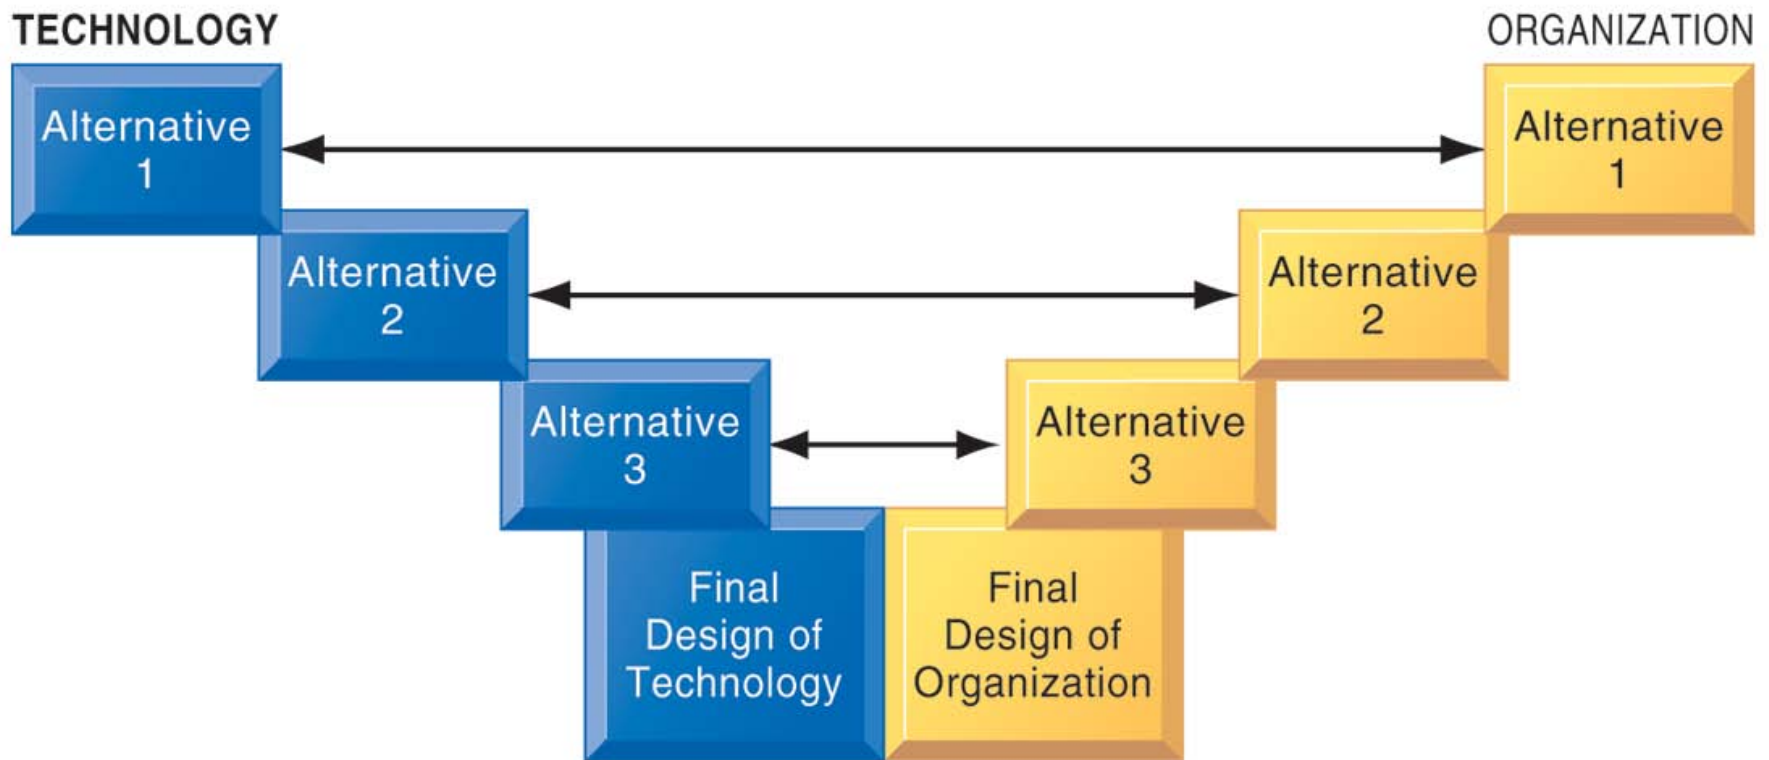 TECHNOLOGY
ORGANIZATION
Alternative
1
Alternative
1
Alternative
2
Alternative
2
Alternative
3
Alternative
3
Final
Design of
Technology
Final
Design of
Organization